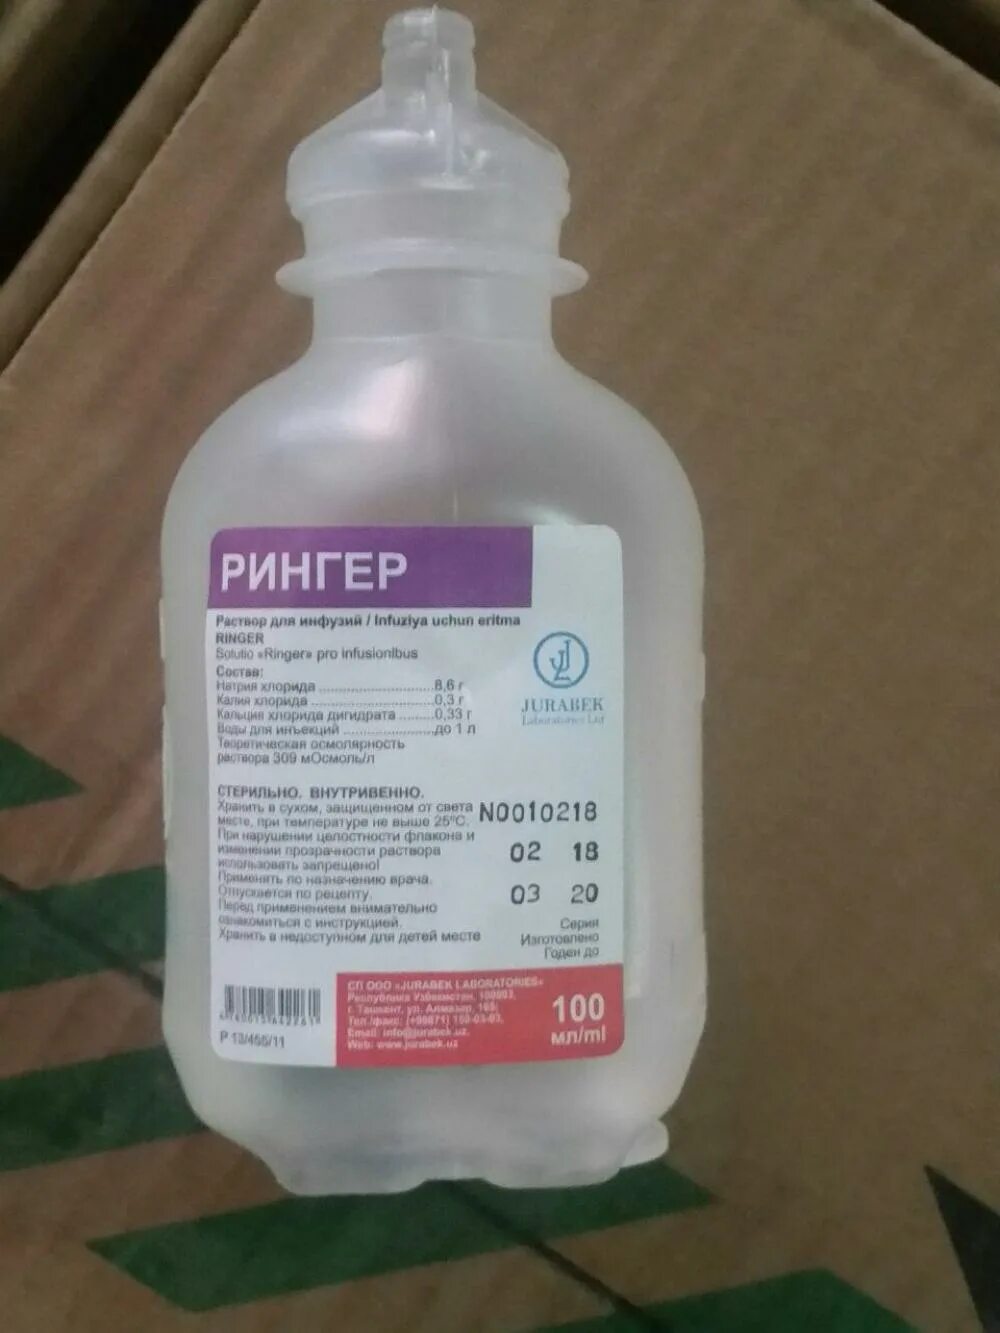 РИНГЕР
Раствор для инфузий / Infuziya uchun eritma
RINGER
Solutio «Ringer» pro infusionibus
Состав:
Натрия хлорида ........................... 8,6 г
Калия хлорида ........................... 0,3 г
Кальция хлорида дигидрата ........ 0,33 г
Воды для инъекций ..................... до 1 л
Теоретическая осмолярность
раствора 309 мОсмоль/л
JURABEK
Laboratories Ltd
СТЕРИЛЬНО. ВНУТРИВЕННО.
Хранить в сухом, защищенном от света
месте, при температуре не выше 25°C.
При нарушении целостности флакона и
изменении прозрачности раствора
использовать запрещено!
Применять по назначению врача.
Отпускается по рецепту.
Перед применением внимательно
ознакомиться с инструкцией.
Хранить в недоступном для детей месте
N0010218
02 18
03 20
Серия
Изготовлено
Годен до
Р 13/455/11
СП ООО «JURABEK LABORATORIES»
Республика Узбекистан,
г. Ташкент, ул. Алмазар,
Тел./факс:
Email: info@jurabek.uz
Web: www.jurabek.uz
100
мл/ml